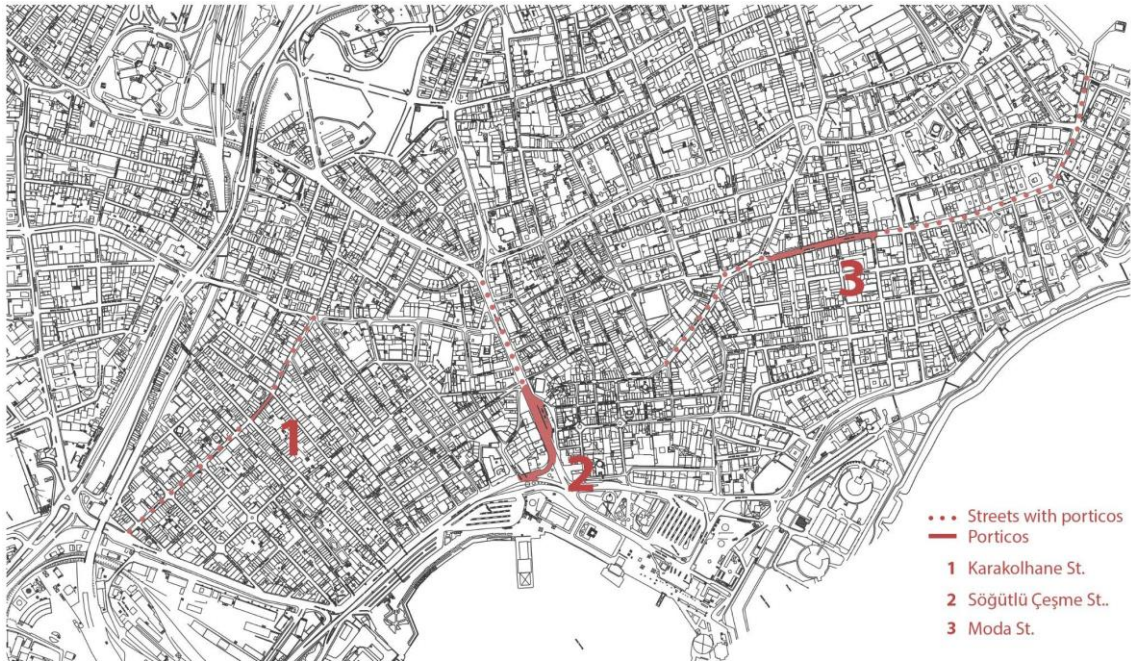 3
1
2
Streets with porticos
Porticos
1 Karakolhane St.
2 Söğütlü Çeşme St..
3 Moda St.